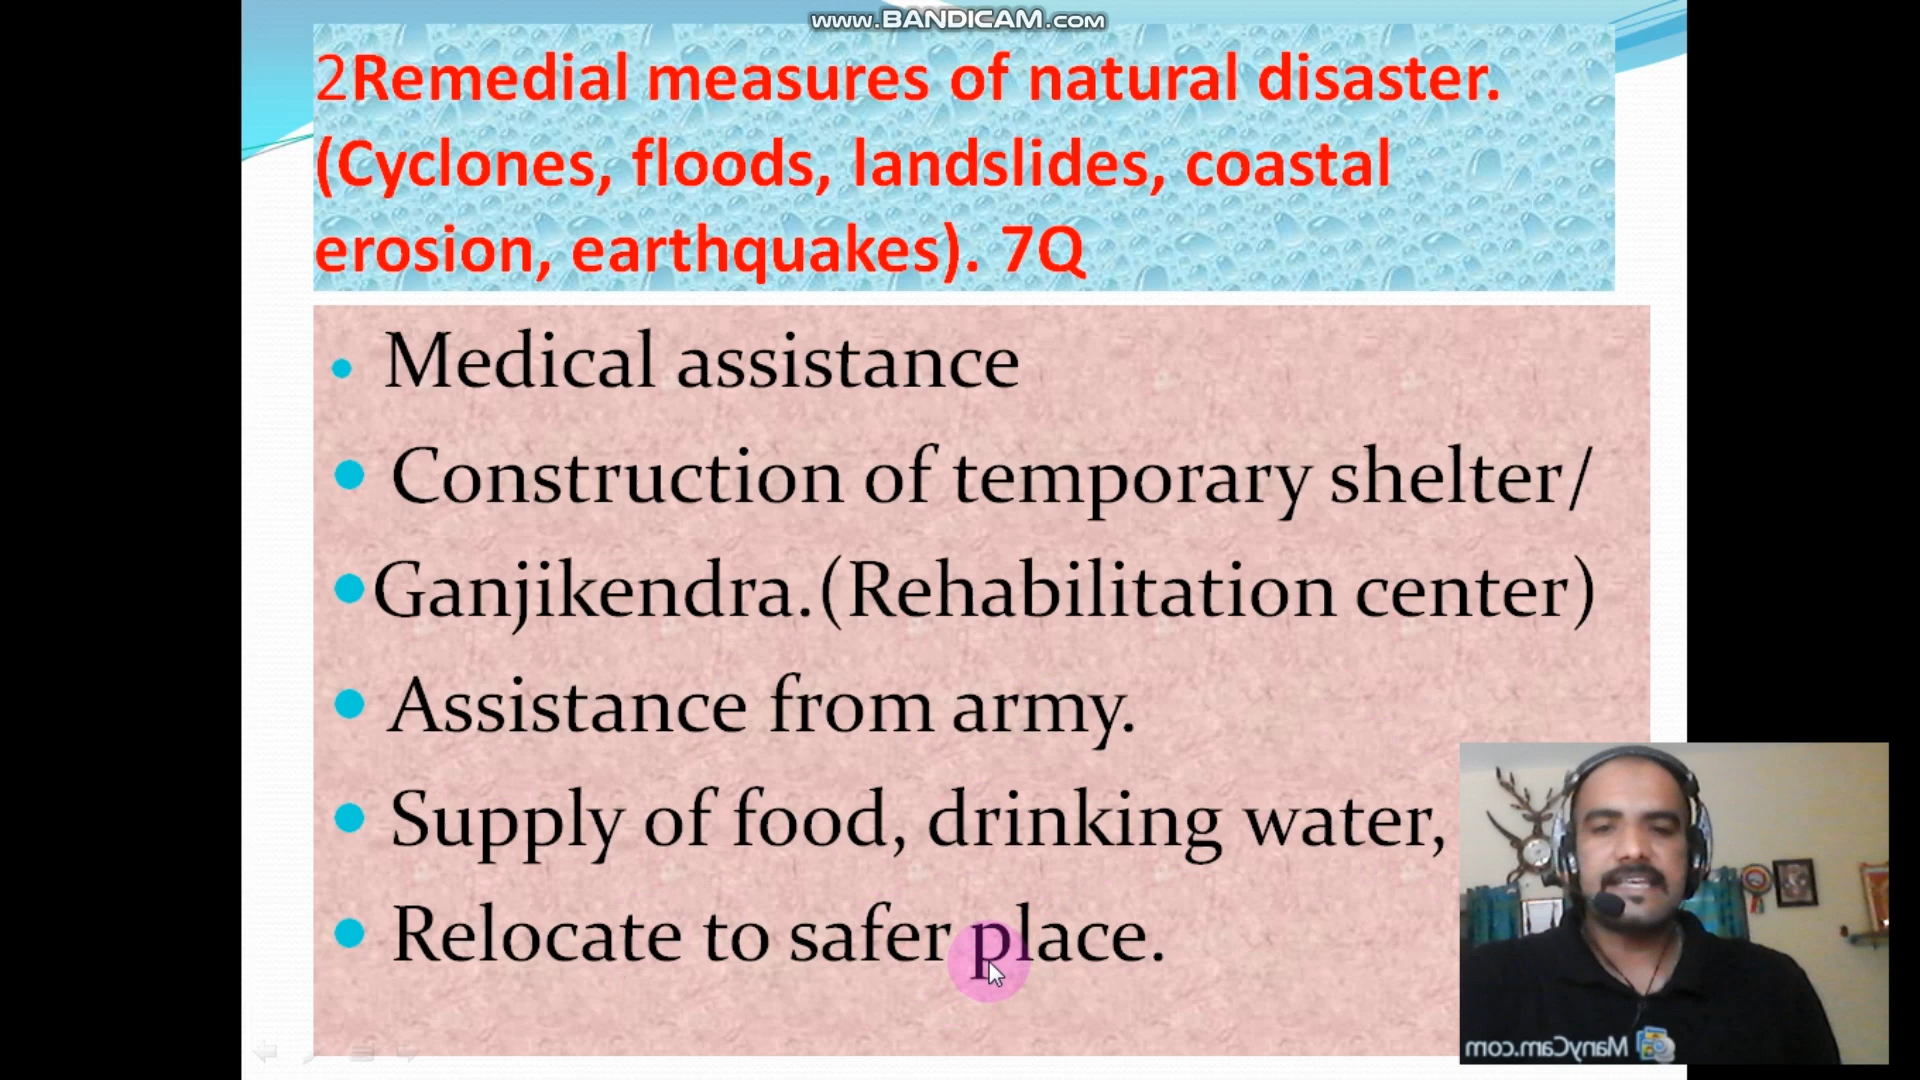 www.BANDICAM.com
2Remedial measures of natural disaster.
(Cyclones, floods, landslides, coastal
erosion, earthquakes). 7Q
• Medical assistance
• Construction of temporary shelter/
•Ganjikendra.(Rehabilitation center)
• Assistance from army.
• Supply of food, drinking water,
• Relocate to safer place.
ManyCam.com